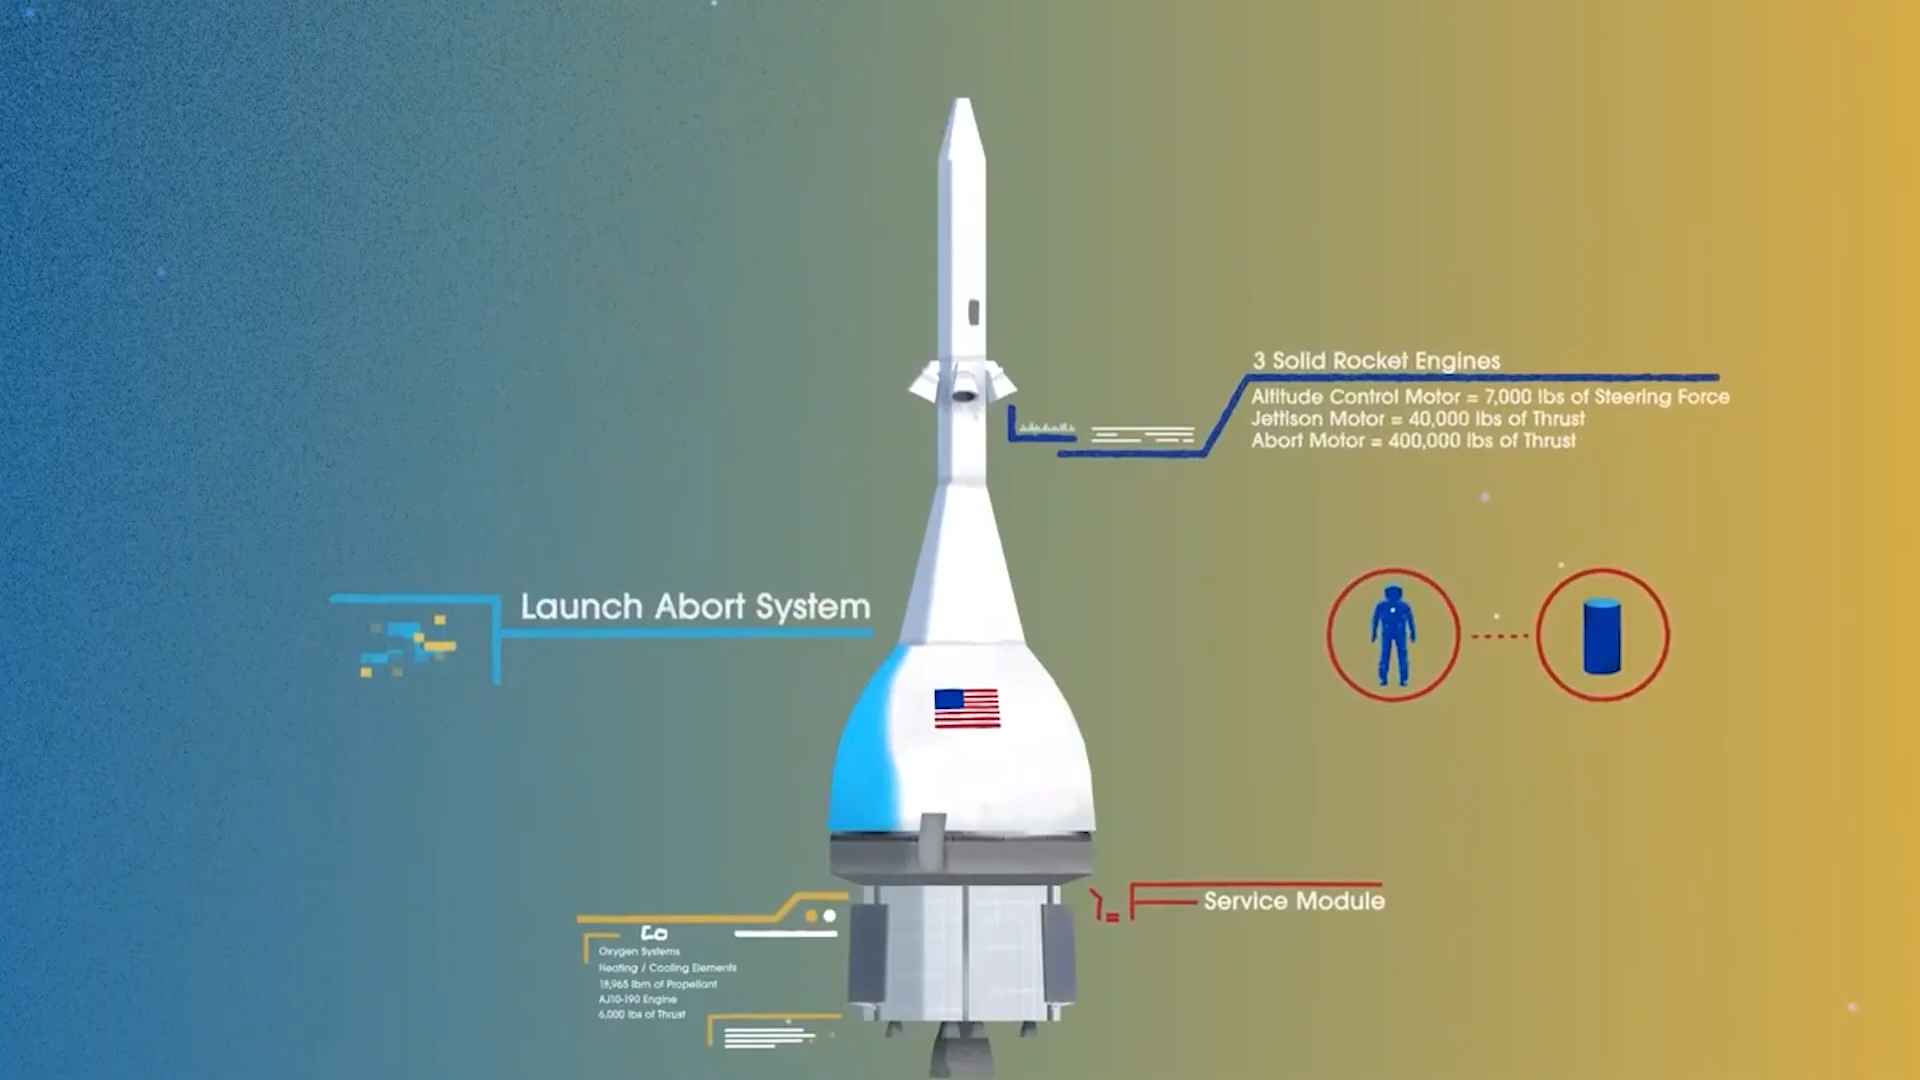 3 Solid Rocket Engines
Altitude Control Motor = 7,000 lbs of Steering Force
Jettison Motor = 40,000 lbs of Thrust
Abort Motor = 400,000 lbs of Thrust
Launch Abort System
Service Module
Oxygen Systems
Heating / Cooling Elements
18,965 lbm of Propellant
AJ10-190 Engine
6,000 lbs of Thrust